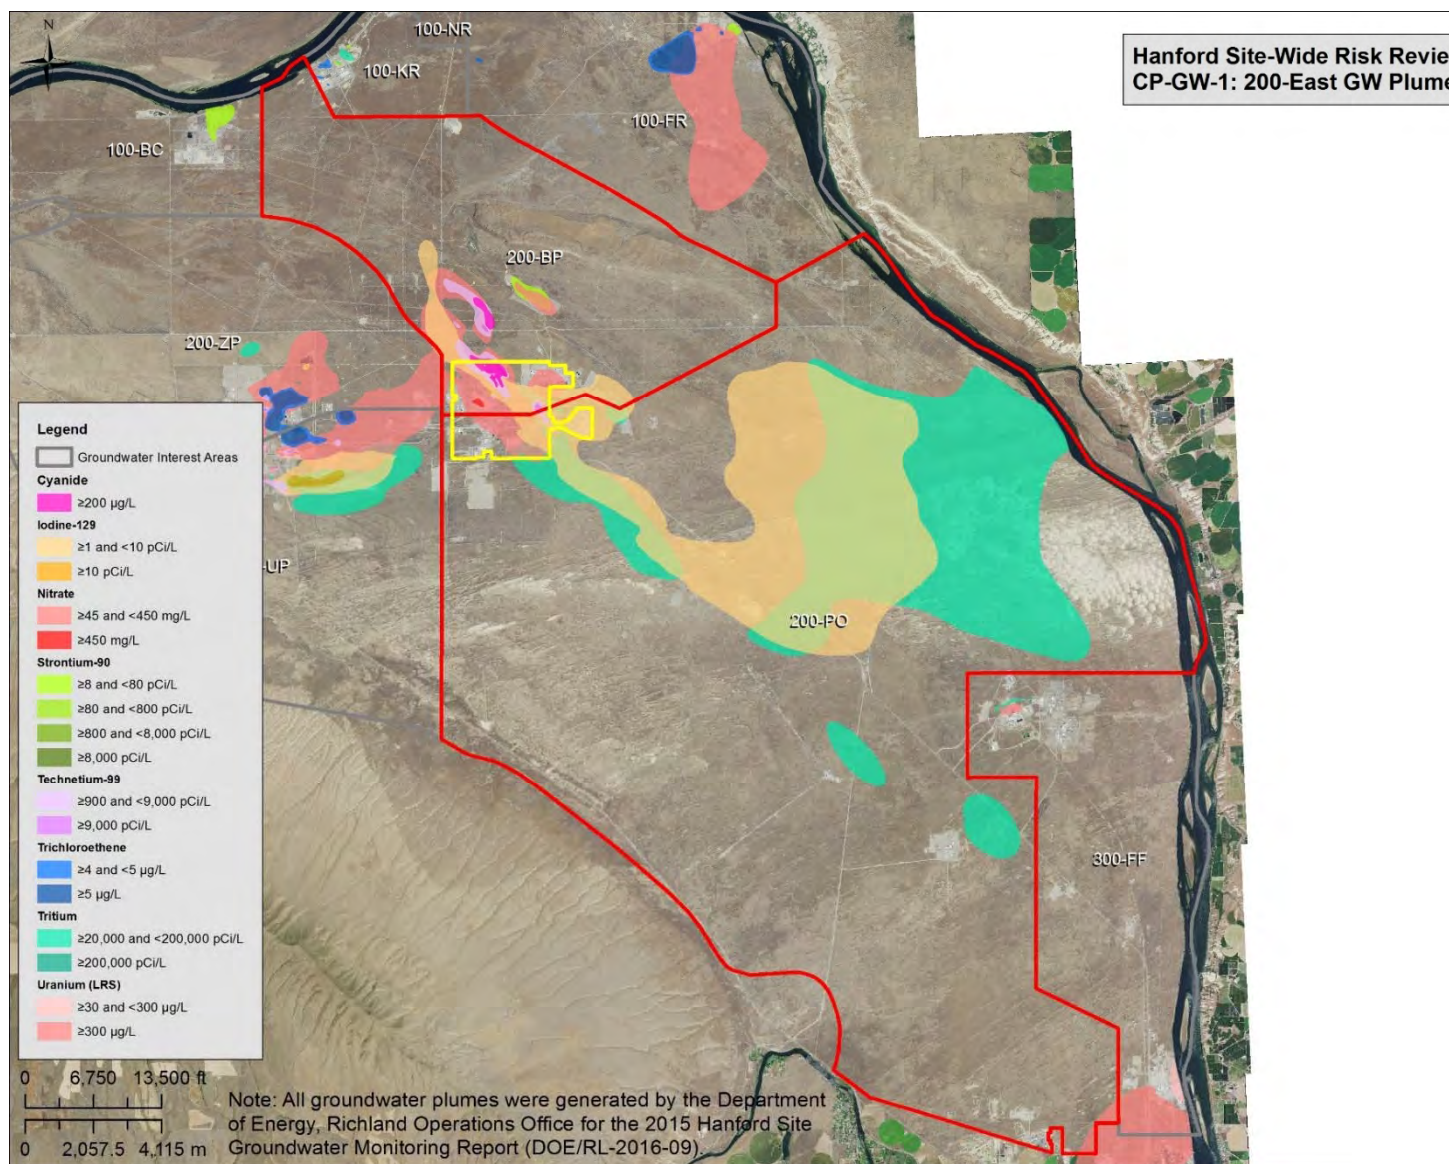 N
100-NR
100-KR
100-BC
100-FR
Hanford Site-Wide Risk Revie
CP-GW-1: 200-East GW Plume
200-BP
200-ZP
-UP
200-PO
300-FF
Legend
Groundwater Interest Areas
Cyanide
≥200 µg/L
Iodine-129
≥1 and <10 pCi/L
≥10 pCi/L
Nitrate
≥45 and <450 mg/L
≥450 mg/L
Strontium-90
≥8 and <80 pCi/L
≥80 and <800 pCi/L
≥800 and <8,000 pCi/L
≥8,000 pCi/L
Technetium-99
≥900 and <9,000 pCi/L
≥9,000 pCi/L
Trichloroethene
≥4 and <5 µg/L
≥5 µg/L
Tritium
≥20,000 and <200,000 pCi/L
≥200,000 pCi/L
Uranium (LRS)
≥30 and <300 µg/L
≥300 µg/L
0 6,750 13,500 ft
0 2,057.5 4,115 m
Note: All groundwater plumes were generated by the Department
of Energy, Richland Operations Office for the 2015 Hanford Site
Groundwater Monitoring Report (DOE/RL-2016-09).